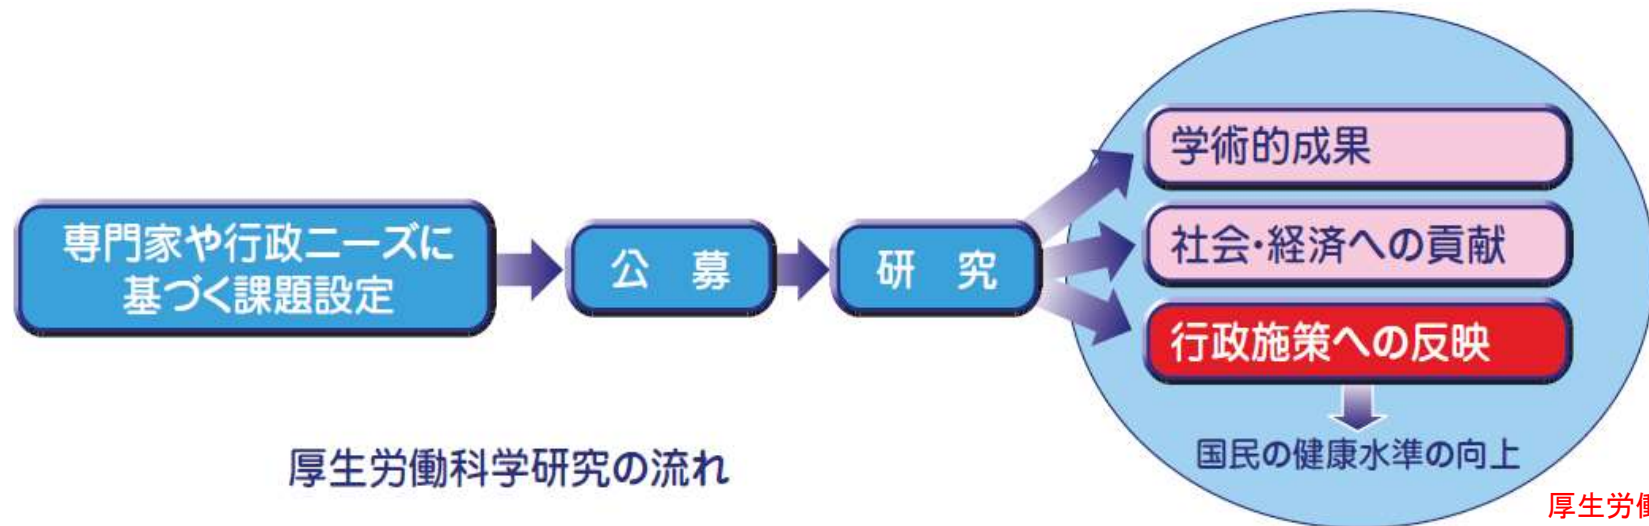 専門家や行政ニーズに
基づく課題設定
公　募
研　究
学術的成果
社会・経済への貢献
行政施策への反映
国民の健康水準の向上
厚生労働科学研究の流れ
厚生労